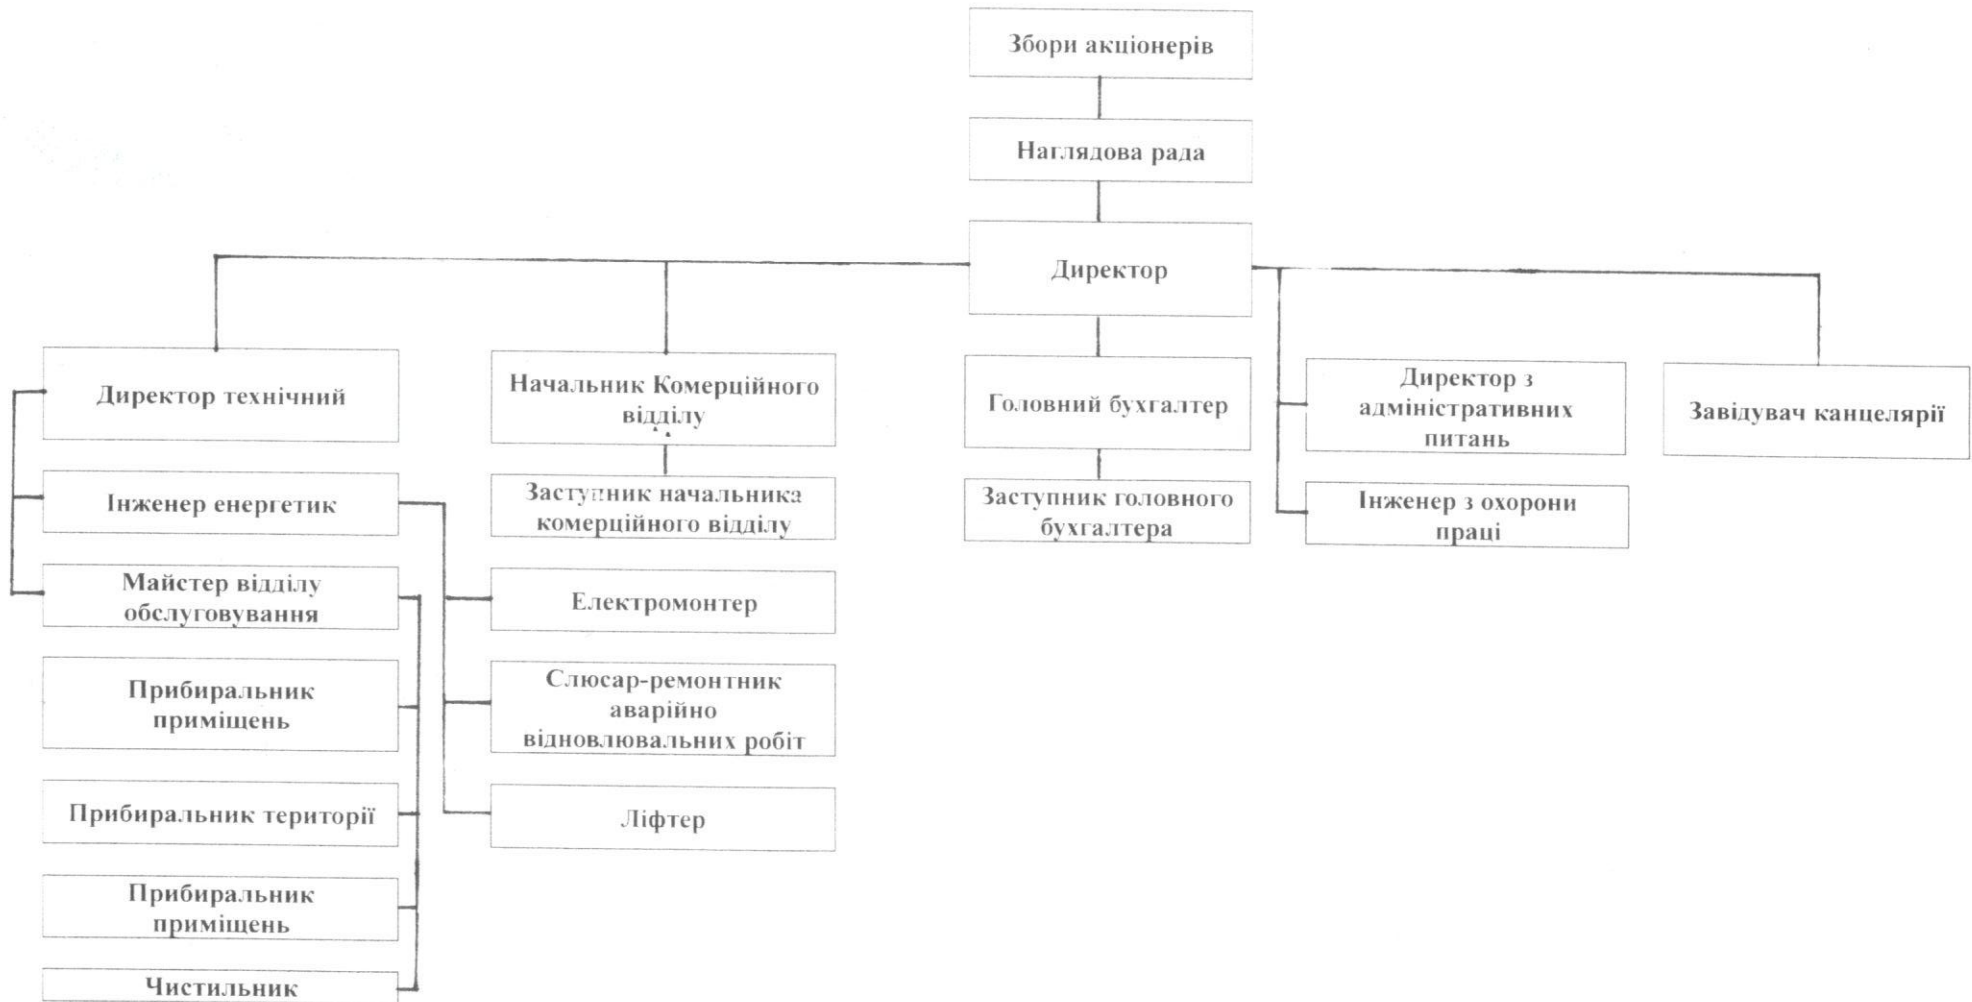 Збори акціонерів
Наглядова рада
Директор
Директор технічний
Начальник Комерційного
відділу
Головний бухгалтер
Директор з
адміністративних
питань
Завідувач канцелярії
Інженер енергетик
Заступник начальника
комерційного відділу
Заступник головного
бухгалтера
Інженер з охорони
праці
Майстер відділу
обслуговування
Електромонтер
Прибиральник
приміщень
Слюсар-ремонтник
аварійно
відновлювальних робіт
Прибиральник території
Ліфтер
Прибиральник
приміщень
Чистильник